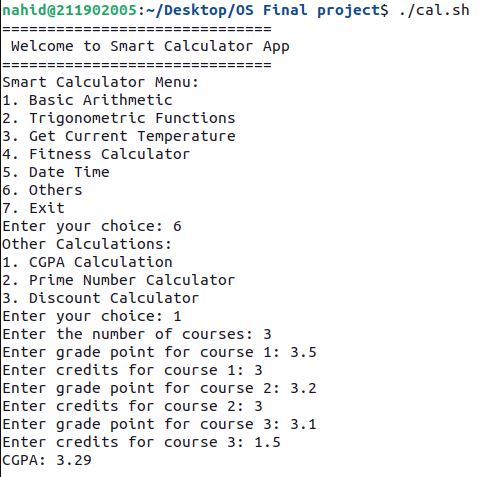 nahid@211902005:~/Desktop/OS Final project$ ./cal.sh
==============================
 Welcome to Smart Calculator App
==============================
Smart Calculator Menu:
1. Basic Arithmetic
2. Trigonometric Functions
3. Get Current Temperature
4. Fitness Calculator
5. Date Time
6. Others
7. Exit
Enter your choice: 6
Other Calculations:
1. CGPA Calculation
2. Prime Number Calculator
3. Discount Calculator
Enter your choice: 1
Enter the number of courses: 3
Enter grade point for course 1: 3.5
Enter credits for course 1: 3
Enter grade point for course 2: 3.2
Enter credits for course 2: 3
Enter grade point for course 3: 3.1
Enter credits for course 3: 1.5
CGPA: 3.29